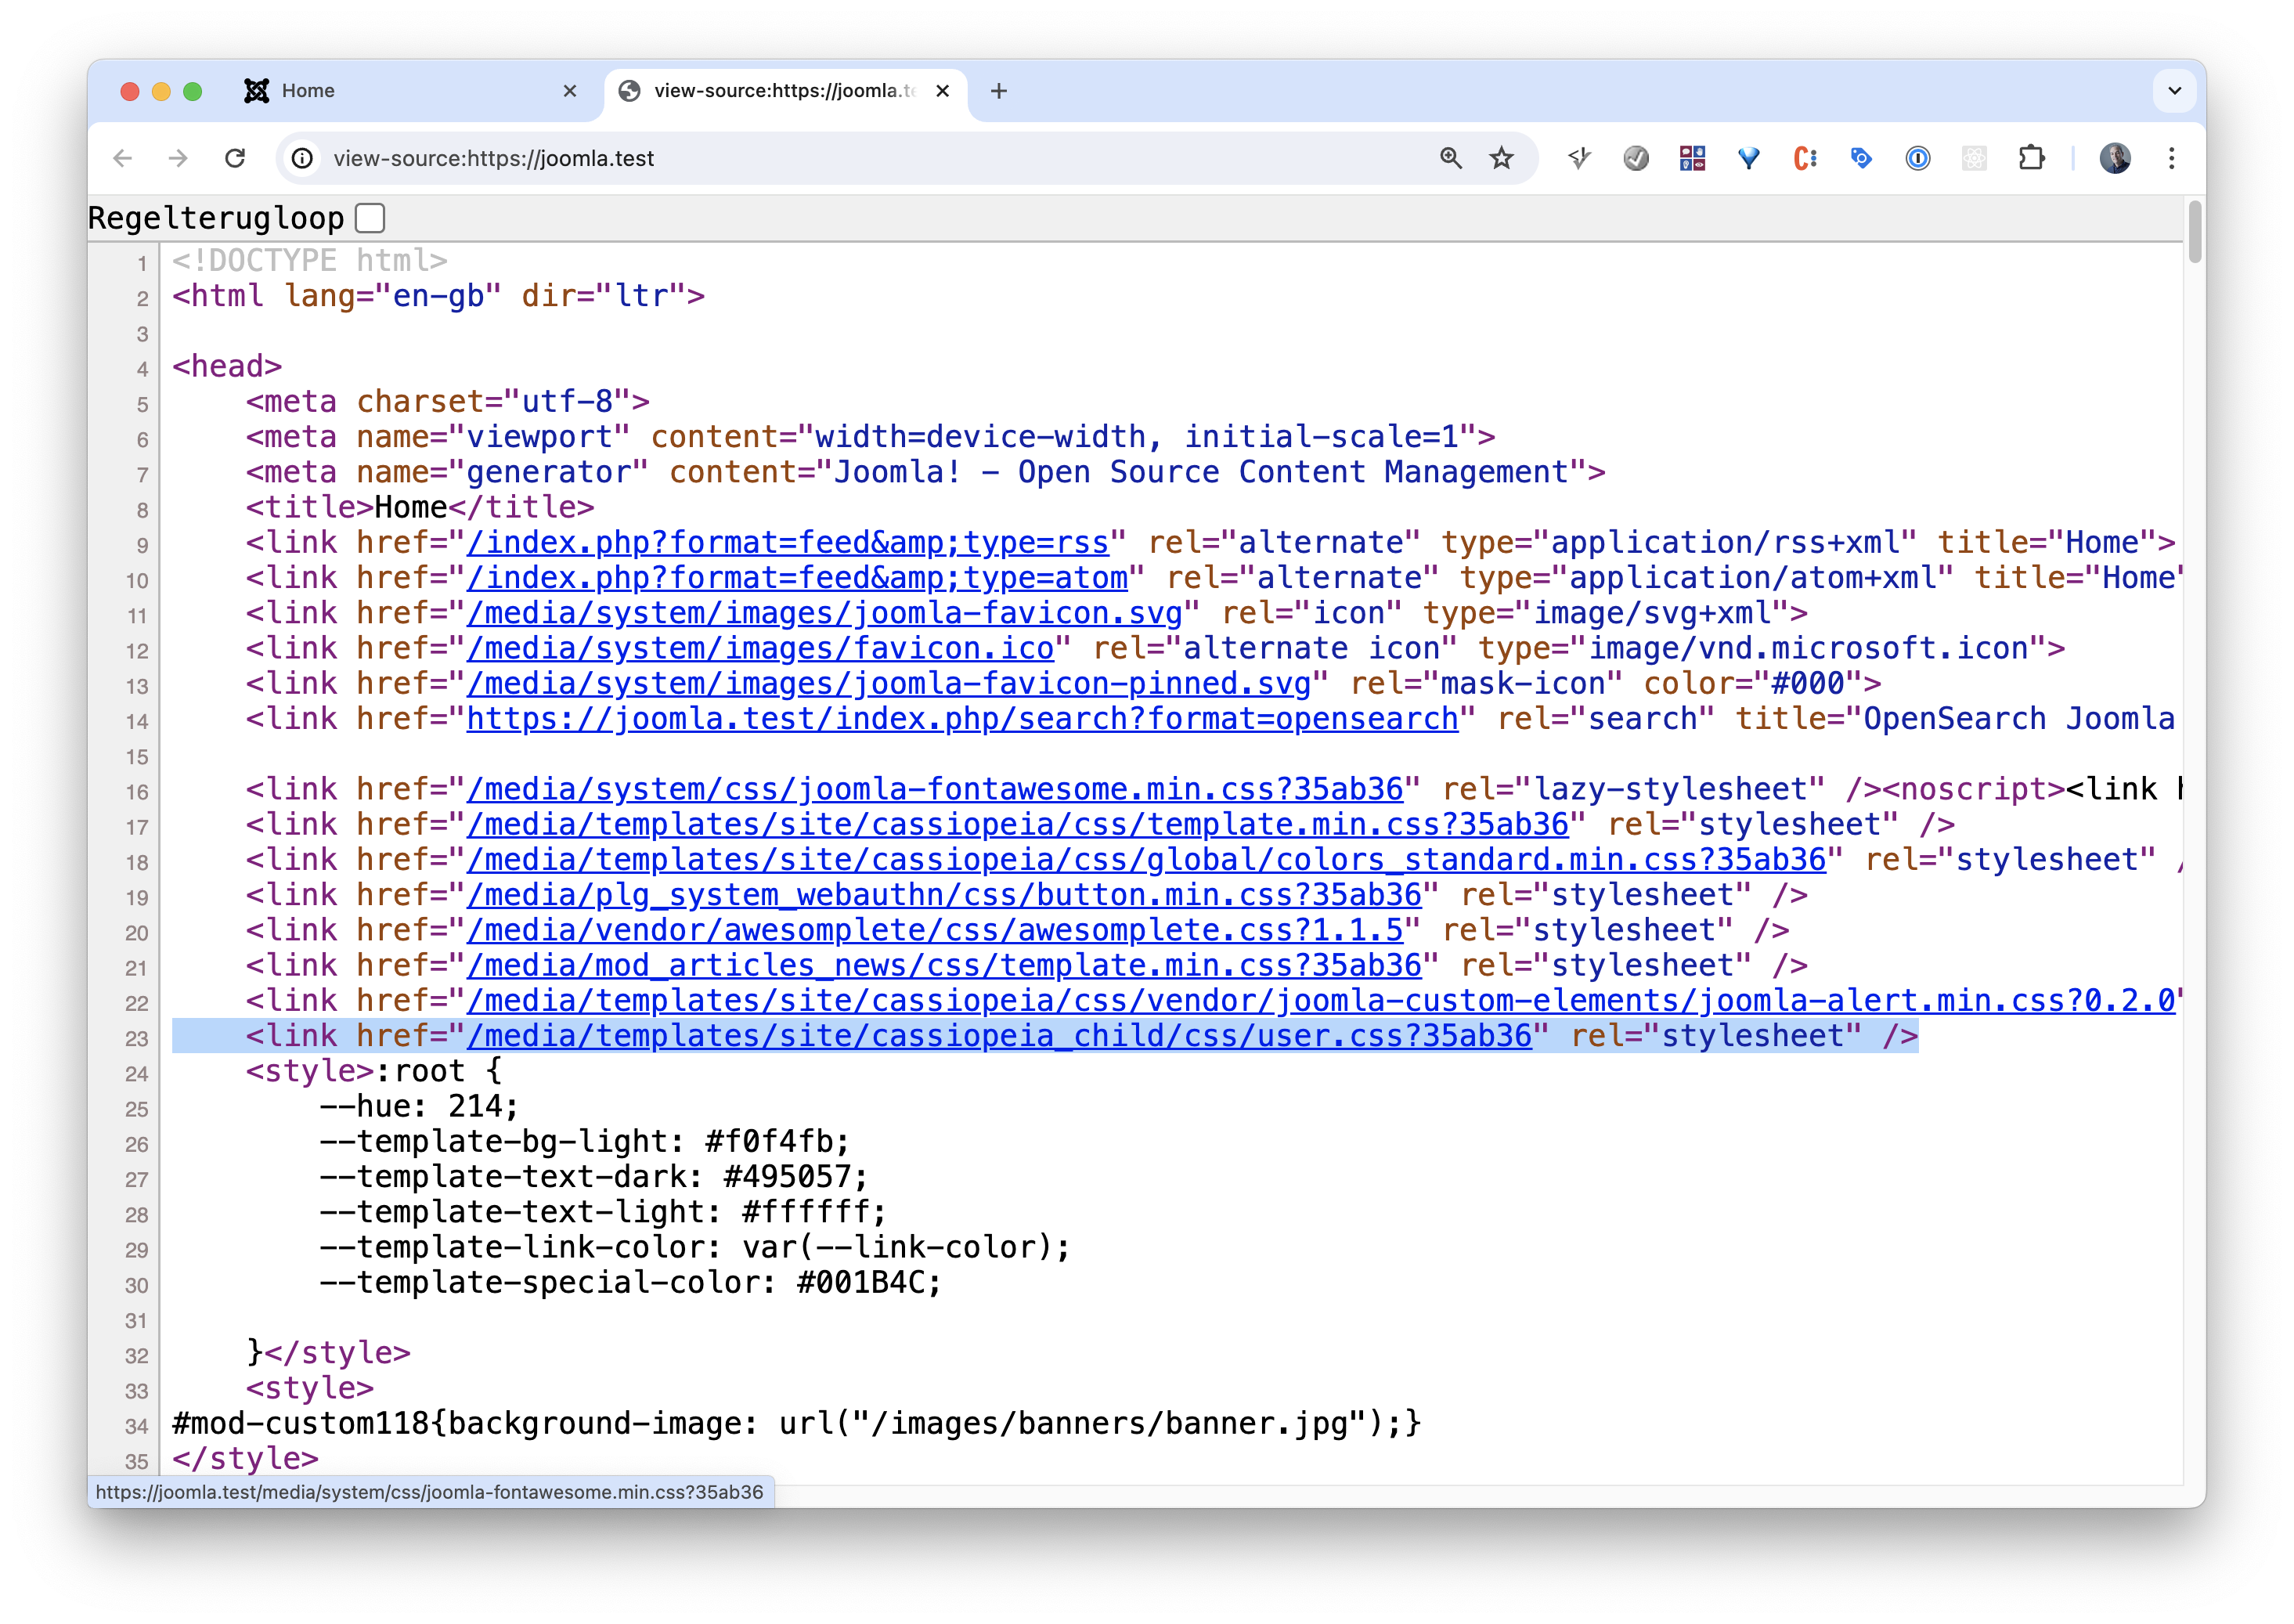 Home
view-source:https://joomla.te
view-source:https://joomla.test
Regelterugloop
1 <!DOCTYPE html>
2 <html lang="en-gb" dir="ltr">
3
4 <head>
5     <meta charset="utf-8">
6     <meta name="viewport" content="width=device-width, initial-scale=1">
7     <meta name="generator" content="Joomla! - Open Source Content Management">
8     <title>Home</title>
9     <link href="/index.php?format=feed&amp;type=rss" rel="alternate" type="application/rss+xml" title="Home">
10     <link href="/index.php?format=feed&amp;type=atom" rel="alternate" type="application/atom+xml" title="Home"
11     <link href="/media/system/images/joomla-favicon.svg" rel="icon" type="image/svg+xml">
12     <link href="/media/system/images/favicon.ico" rel="alternate icon" type="image/vnd.microsoft.icon">
13     <link href="/media/system/images/joomla-favicon-pinned.svg" rel="mask-icon" color="#000">
14     <link href="https://joomla.test/index.php/search?format=opensearch" rel="search" title="OpenSearch Joomla
15
16     <link href="/media/system/css/joomla-fontawesome.min.css?35ab36" rel="lazy-stylesheet" /><noscript><link
17     <link href="/media/templates/site/cassiopeia/css/template.min.css?35ab36" rel="stylesheet" />
18     <link href="/media/templates/site/cassiopeia/css/global/colors_standard.min.css?35ab36" rel="stylesheet" /
19     <link href="/media/plg_system_webauthn/css/button.min.css?35ab36" rel="stylesheet" />
20     <link href="/media/vendor/awesomplete/css/awesomplete.css?1.1.5" rel="stylesheet" />
21     <link href="/media/mod_articles_news/css/template.min.css?35ab36" rel="stylesheet" />
22     <link href="/media/templates/site/cassiopeia/css/vendor/joomla-custom-elements/joomla-alert.min.css?0.2.0"
23     <link href="/media/templates/site/cassiopeia_child/css/user.css?35ab36" rel="stylesheet" />
24     <style>:root {
25         --hue: 214;
26         --template-bg-light: #f0f4fb;
27         --template-text-dark: #495057;
28         --template-text-light: #ffffff;
29         --template-link-color: var(--link-color);
30         --template-special-color: #001B4C;
31
32     }</style>
33     <style>
34 #mod-custom118{background-image: url("/images/banners/banner.jpg");}
35 </style>
https://joomla.test/media/system/css/joomla-fontawesome.min.css?35ab36